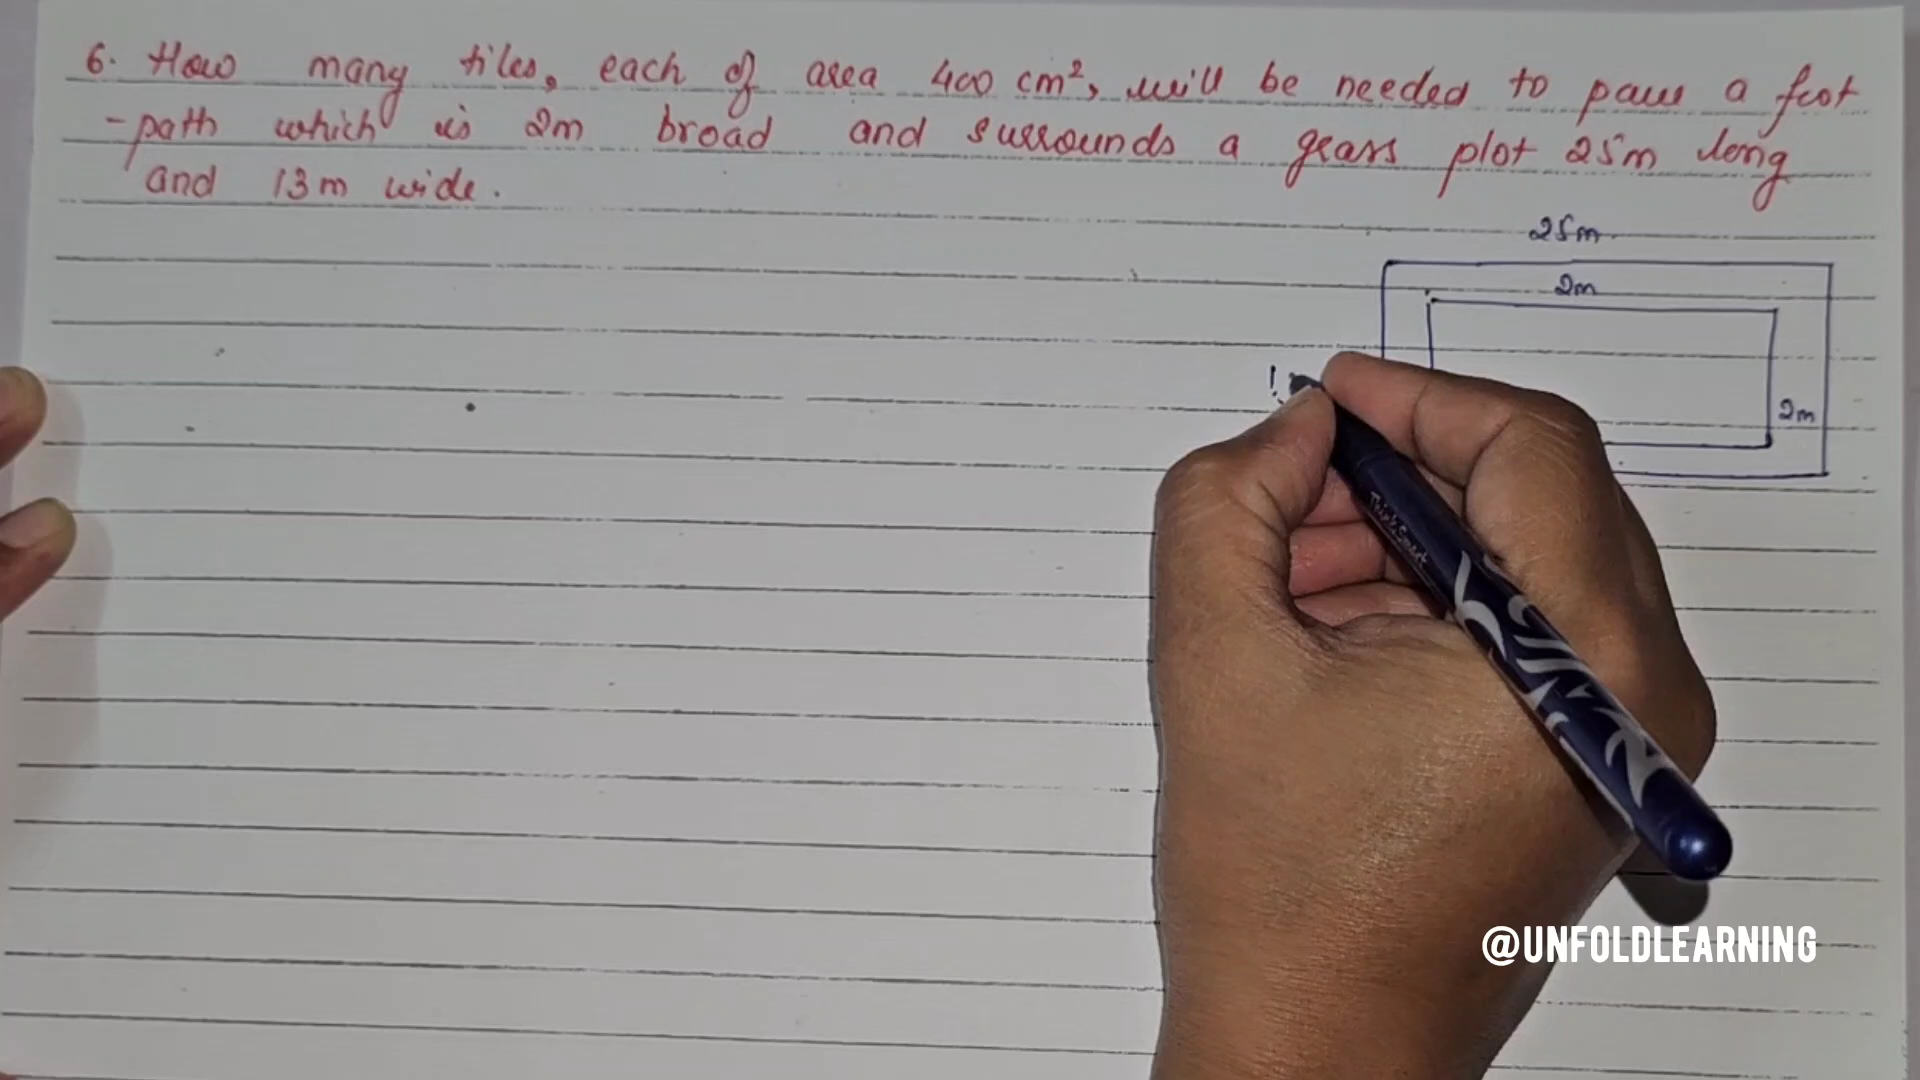 6. How many tiles, each of area 400 cm², will be needed to pave a foot
-path which is 2m broad and surrounds a grass plot 25m long
and 13m wide.
25m
2m
2m
ThinkSmart
@UNFOLDLEARNING